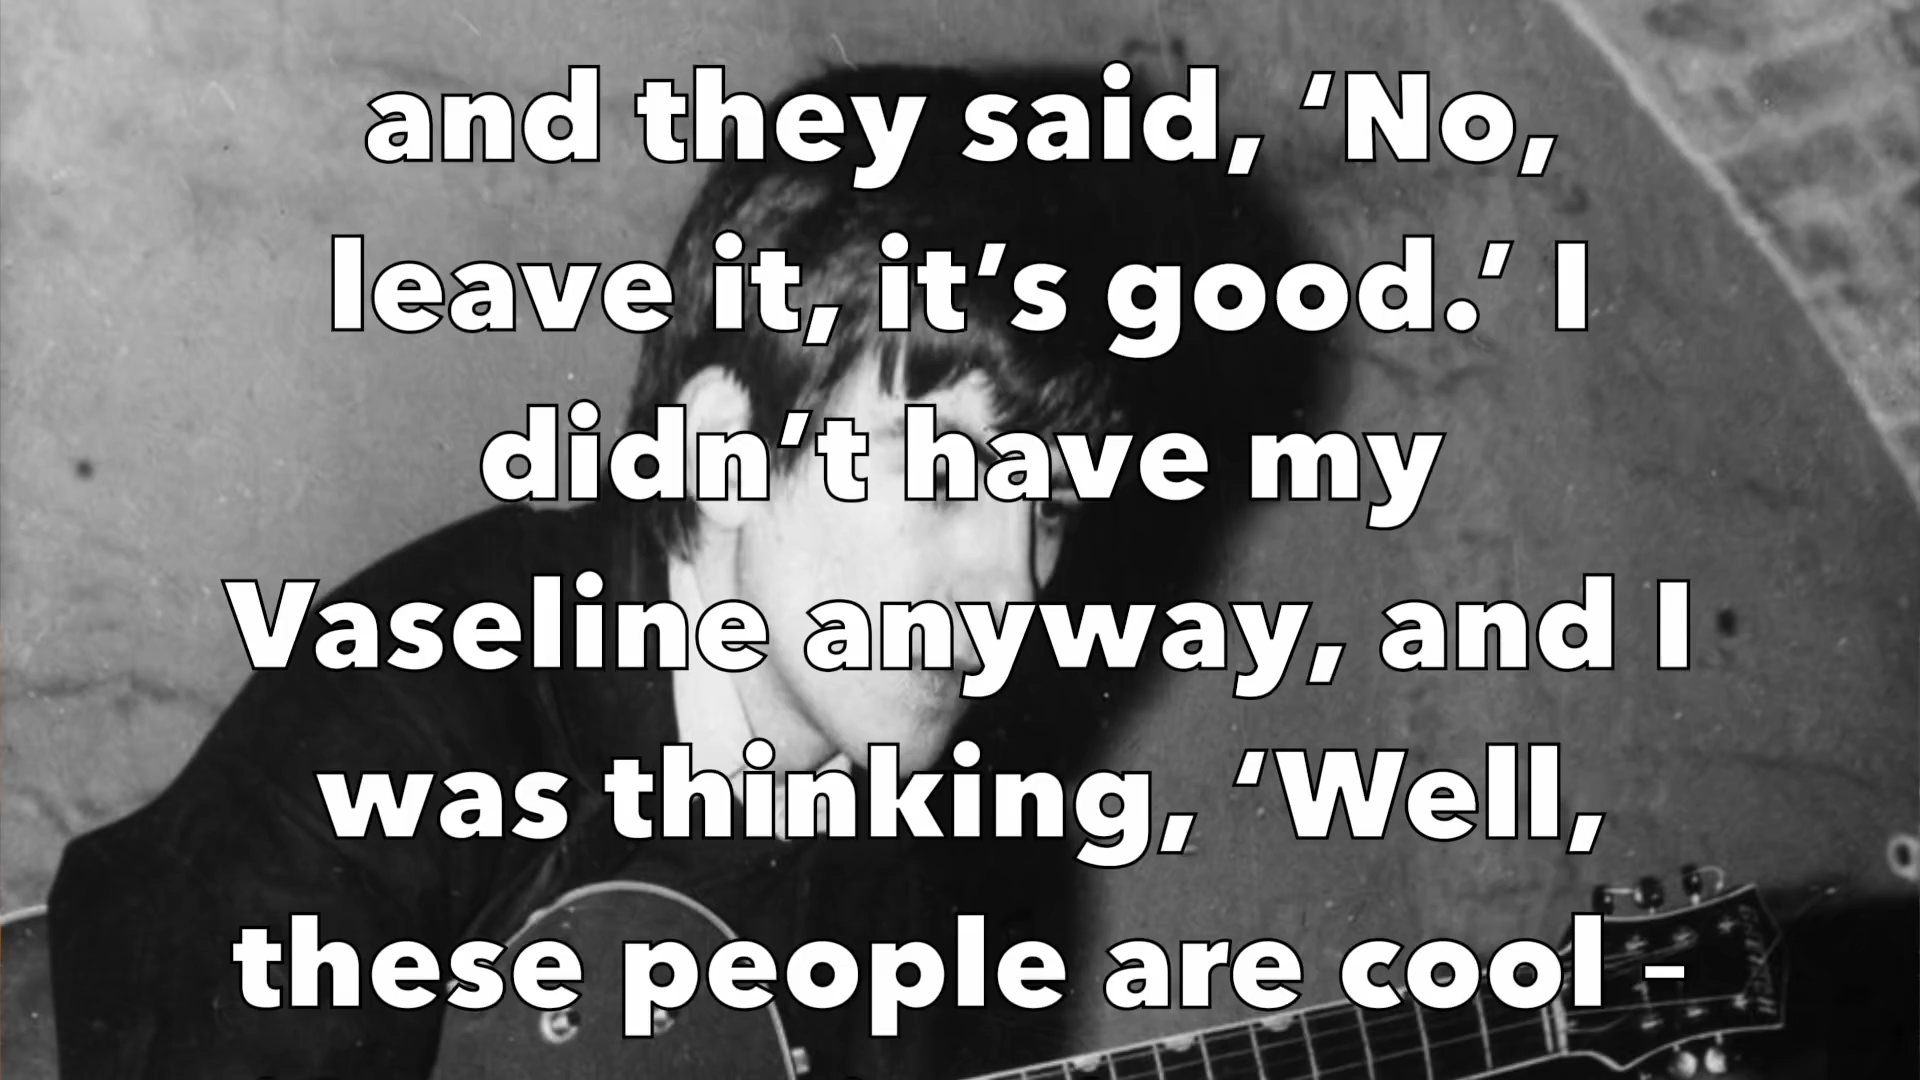 and they said, ‘No,
leave it, it’s good.’ I
didn’t have my
Vaseline anyway, and I
was thinking, ‘Well,
these people are cool –